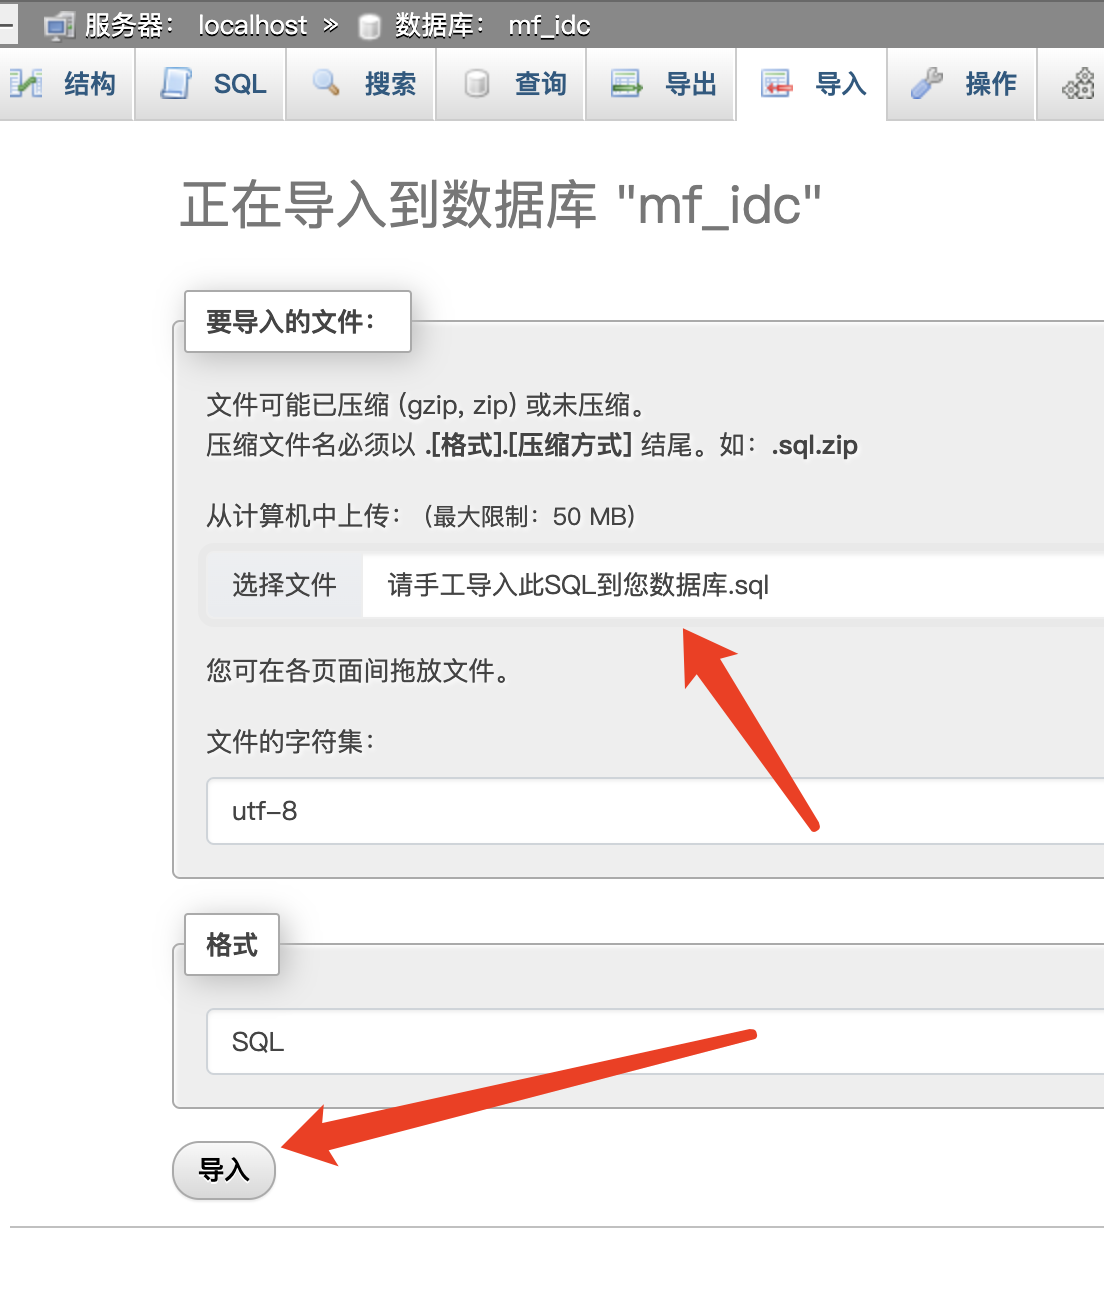 服务器： localhost » 数据库： mf_idc
结构 SQL 搜索 查询 导出 导入 操作
正在导入到数据库 "mf_idc"
要导入的文件：
文件可能已压缩 (gzip, zip) 或未压缩。
压缩文件名必须以 .[格式].[压缩方式] 结尾。如：.sql.zip
从计算机中上传：（最大限制：50 MB）
选择文件 请手工导入此SQL到您数据库.sql
您可在各页面间拖放文件。
文件的字符集：
utf-8
格式
SQL
导入